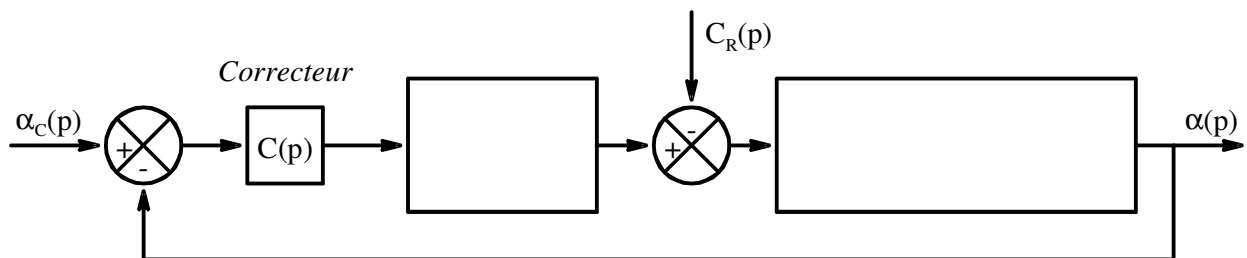 C_R(p)
Correcteur
α_C(p)
α(p)
+
-
C(p)
-
+